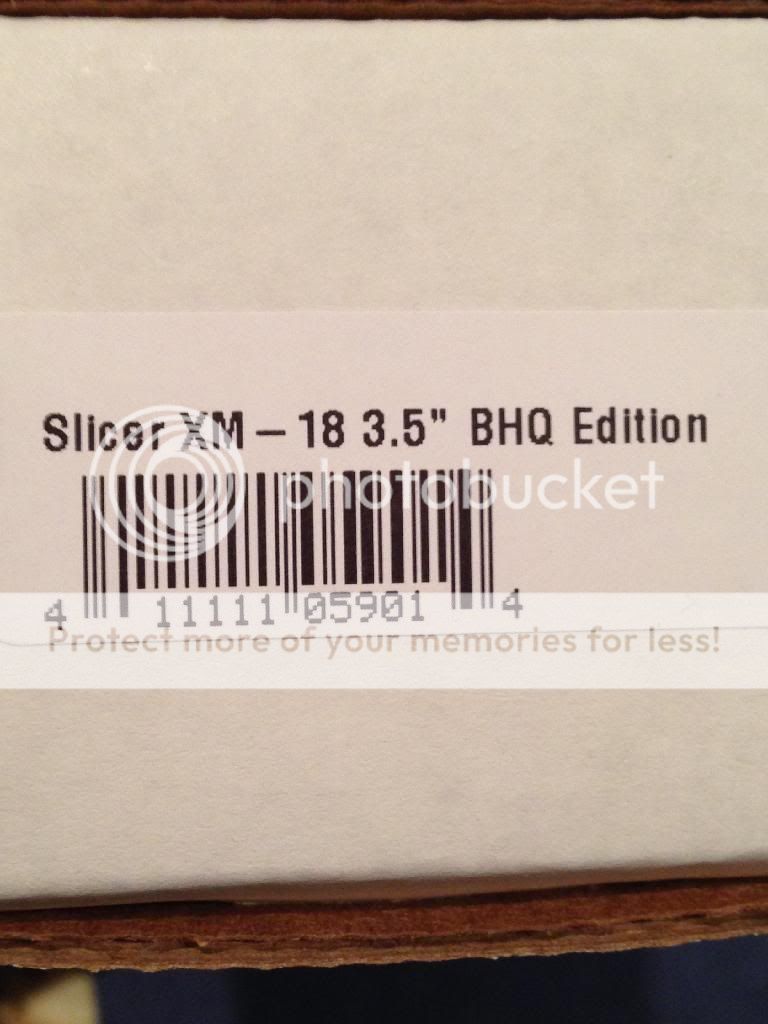 Slicer XM – 18 3.5" BHQ Edition
photobucket
4 11111 05901 4
Protect more of your memories for less!